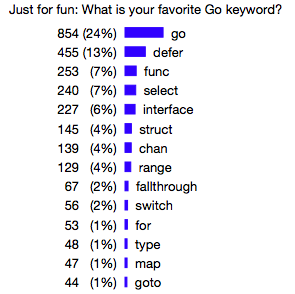 Just for fun: What is your favorite Go keyword?
854 (24%) go
455 (13%) defer
253 (7%) func
240 (7%) select
227 (6%) interface
145 (4%) struct
139 (4%) chan
129 (4%) range
67 (2%) fallthrough
56 (2%) switch
53 (1%) for
48 (1%) type
47 (1%) map
44 (1%) goto